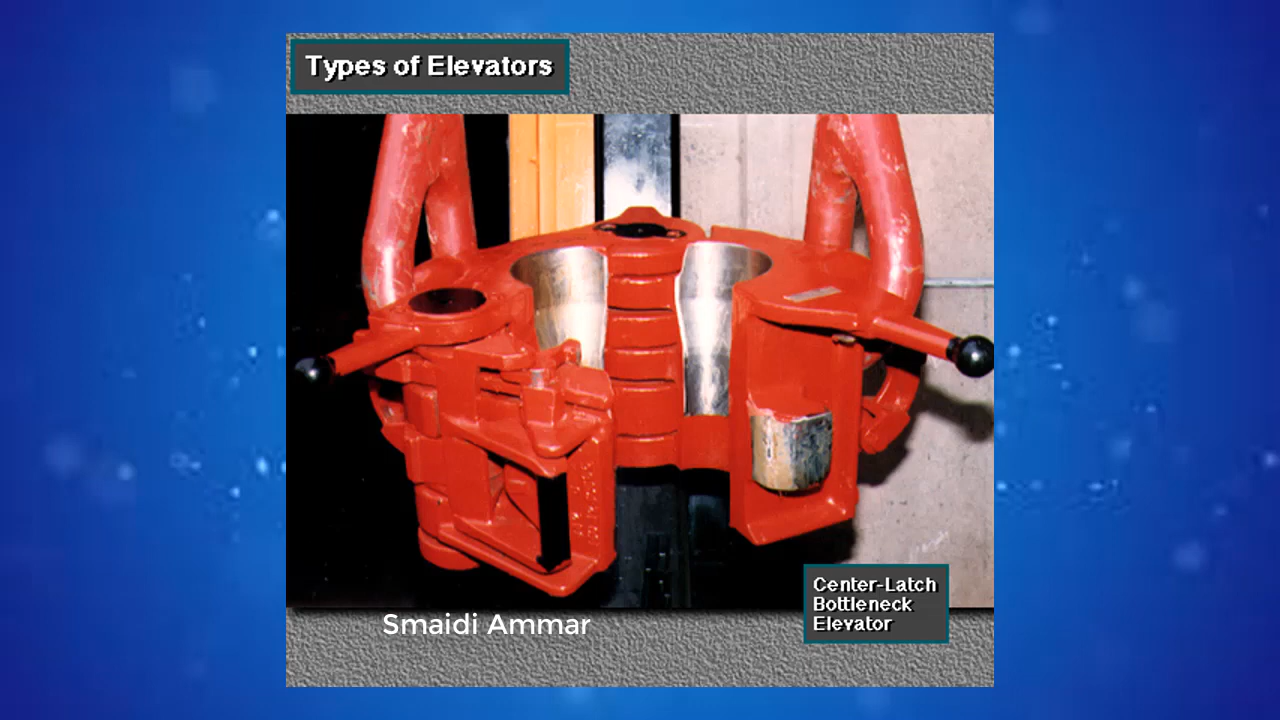 Types of Elevators
Smaidi Ammar
Center-Latch
Bottleneck
Elevator